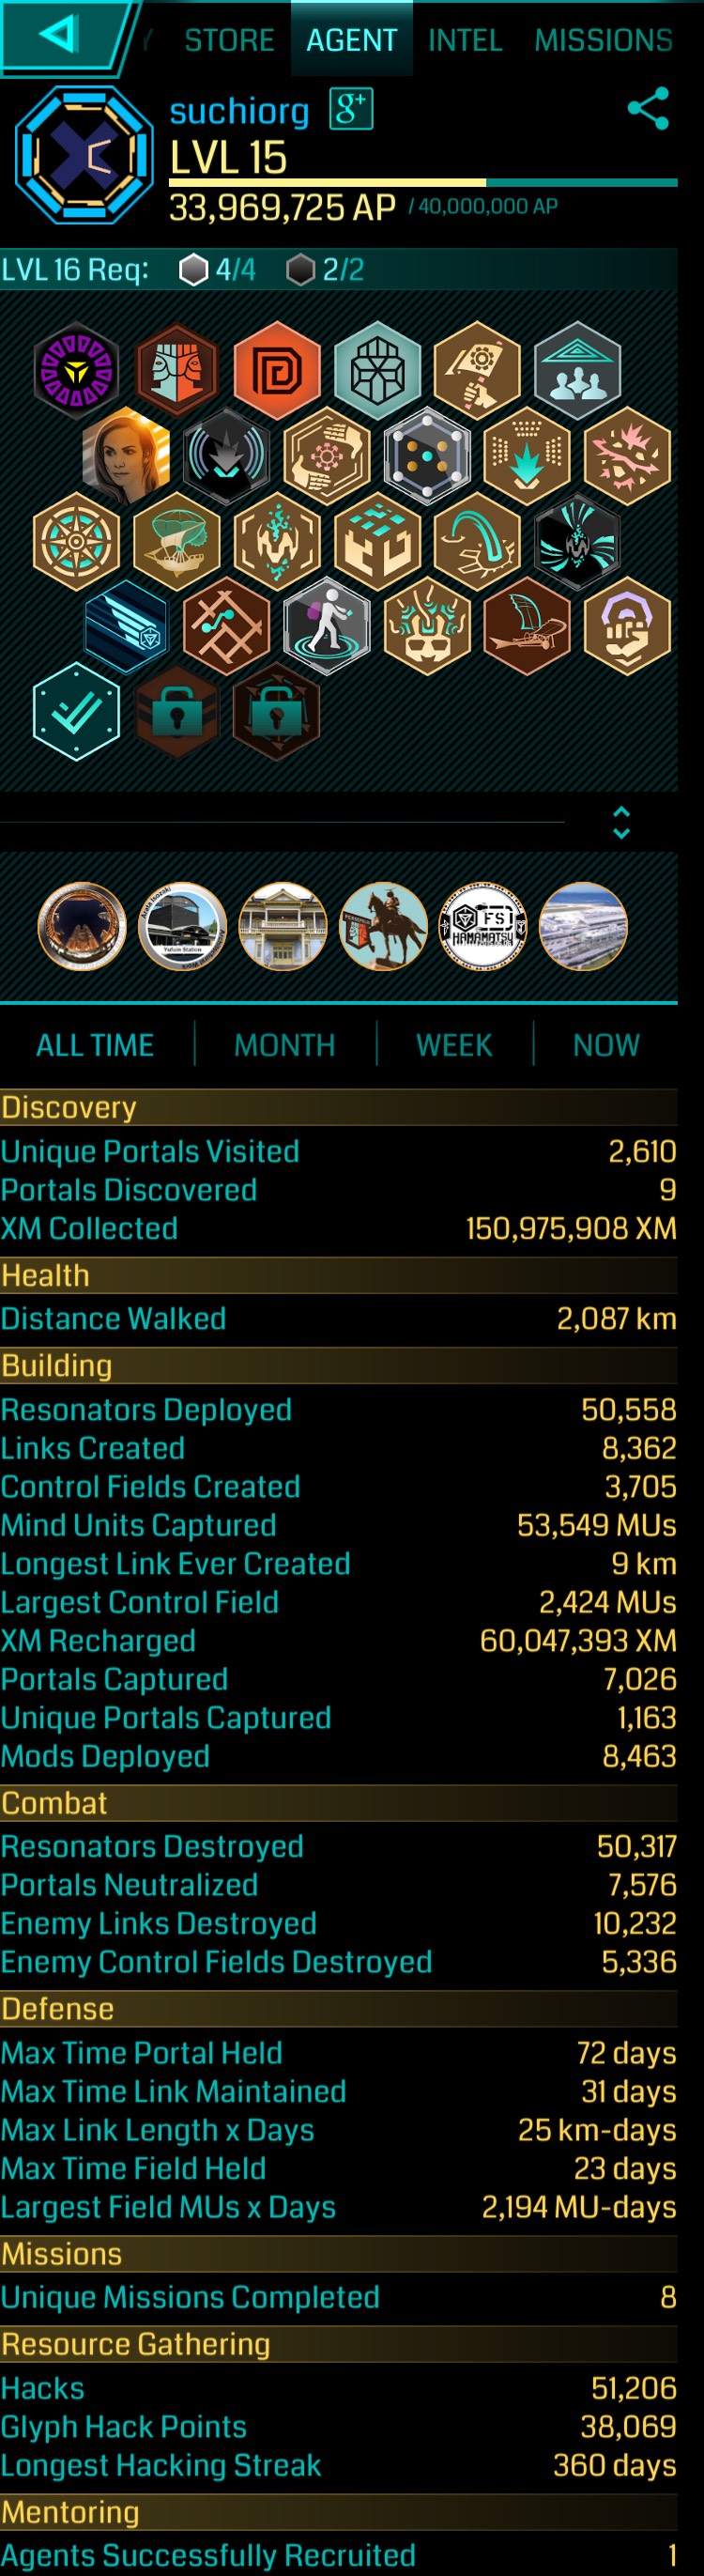 Y STORE AGENT INTEL MISSIONS
suchiorg g+
LVL 15
33,969,725 AP / 40,000,000 AP
LVL 16 Req: 4/4 2/2
Yufuin Station
FS
HAMAMATSU
ALL TIME MONTH WEEK NOW
Discovery
Unique Portals Visited 2,610
Portals Discovered 9
XM Collected 150,975,908 XM
Health
Distance Walked 2,087 km
Building
Resonators Deployed 50,558
Links Created 8,362
Control Fields Created 3,705
Mind Units Captured 53,549 MUs
Longest Link Ever Created 9 km
Largest Control Field 2,424 MUs
XM Recharged 60,047,393 XM
Portals Captured 7,026
Unique Portals Captured 1,163
Mods Deployed 8,463
Combat
Resonators Destroyed 50,317
Portals Neutralized 7,576
Enemy Links Destroyed 10,232
Enemy Control Fields Destroyed 5,336
Defense
Max Time Portal Held 72 days
Max Time Link Maintained 31 days
Max Link Length x Days 25 km-days
Max Time Field Held 23 days
Largest Field MUs x Days 2,194 MU-days
Missions
Unique Missions Completed 8
Resource Gathering
Hacks 51,206
Glyph Hack Points 38,069
Longest Hacking Streak 360 days
Mentoring
Agents Successfully Recruited 1